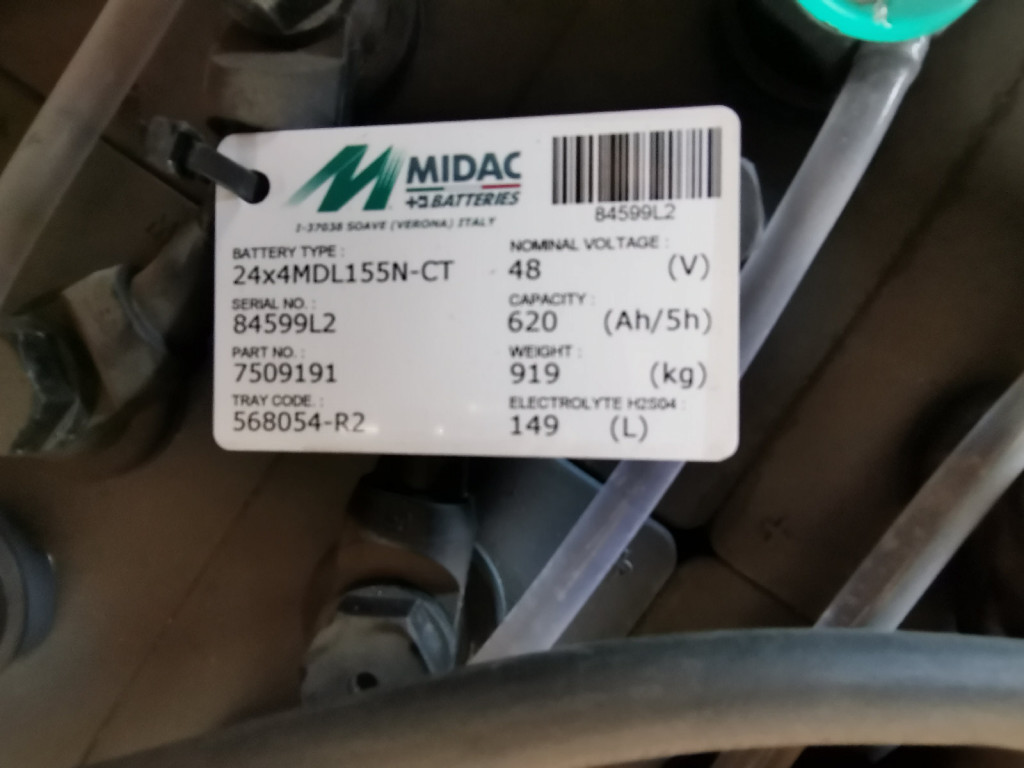 MIDAC
BATTERIES
I-37038 SOAVE (VERONA) ITALY
84599L2
BATTERY TYPE :
24x4MDL155N-CT
SERIAL NO. :
84599L2
PART NO. :
7509191
TRAY CODE. :
568054-R2
NOMINAL VOLTAGE :
48 (V)
CAPACITY :
620 (Ah/5h)
WEIGHT :
919 (kg)
ELECTROLYTE H2S04 :
149 (L)